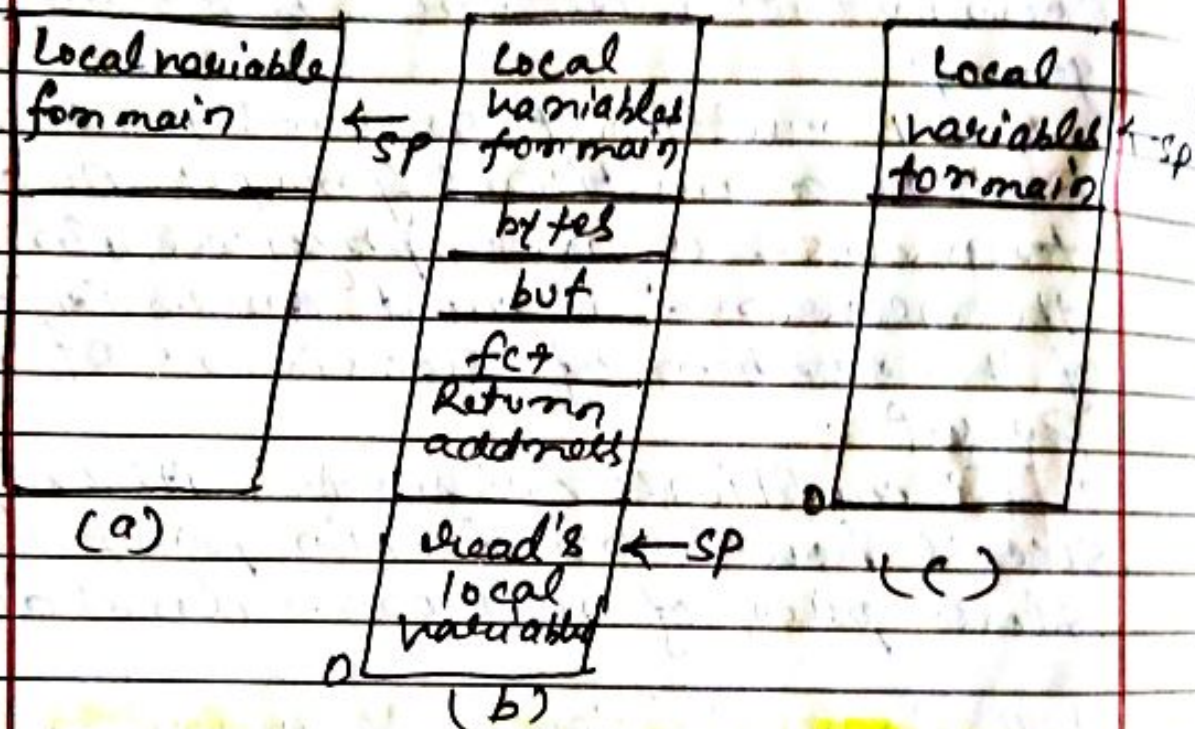 Local variable
for main
←SP
(a)
Local
variables
for main
bytes
buf
fct
Return
address
read's
local
variables
←SP
0
(b)
Local
variables
for main
←SP
0
(c)